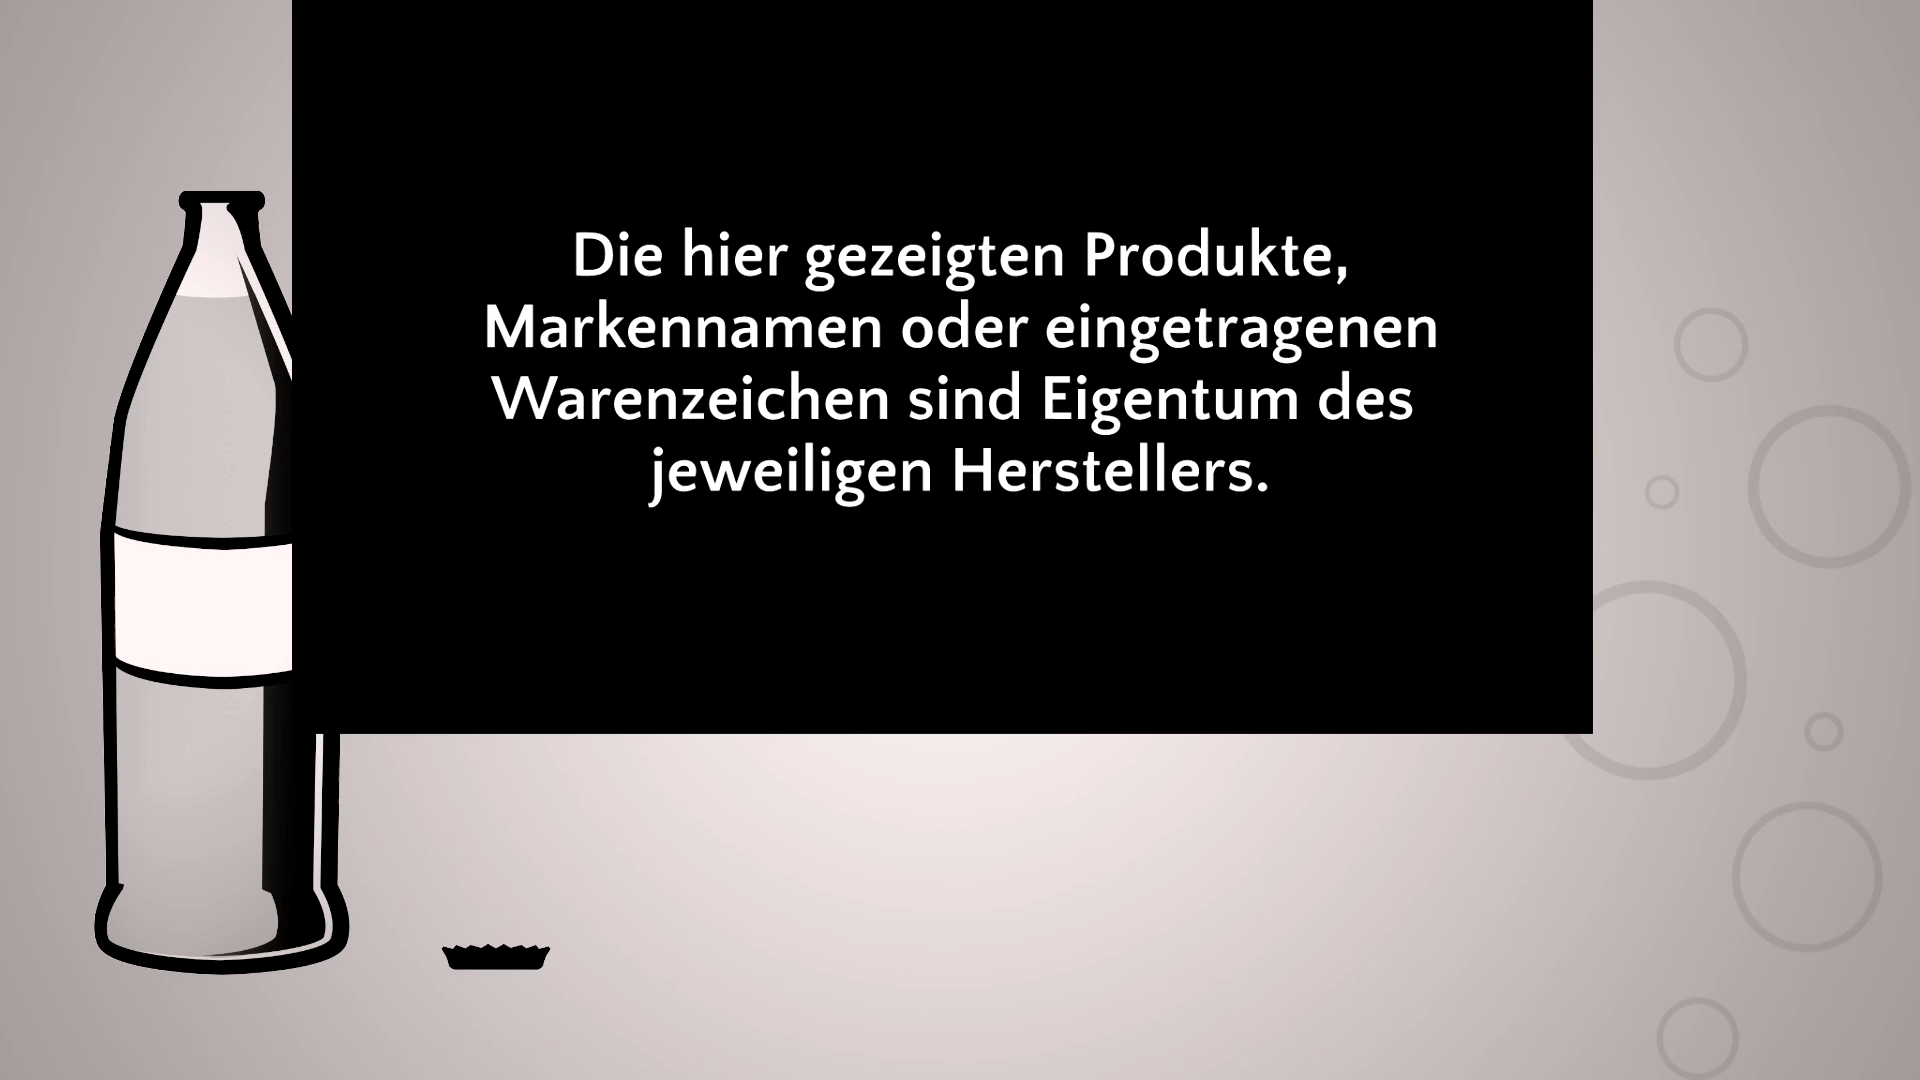 Die hier gezeigten Produkte,
Markennamen oder eingetragenen
Warenzeichen sind Eigentum des
jeweiligen Herstellers.